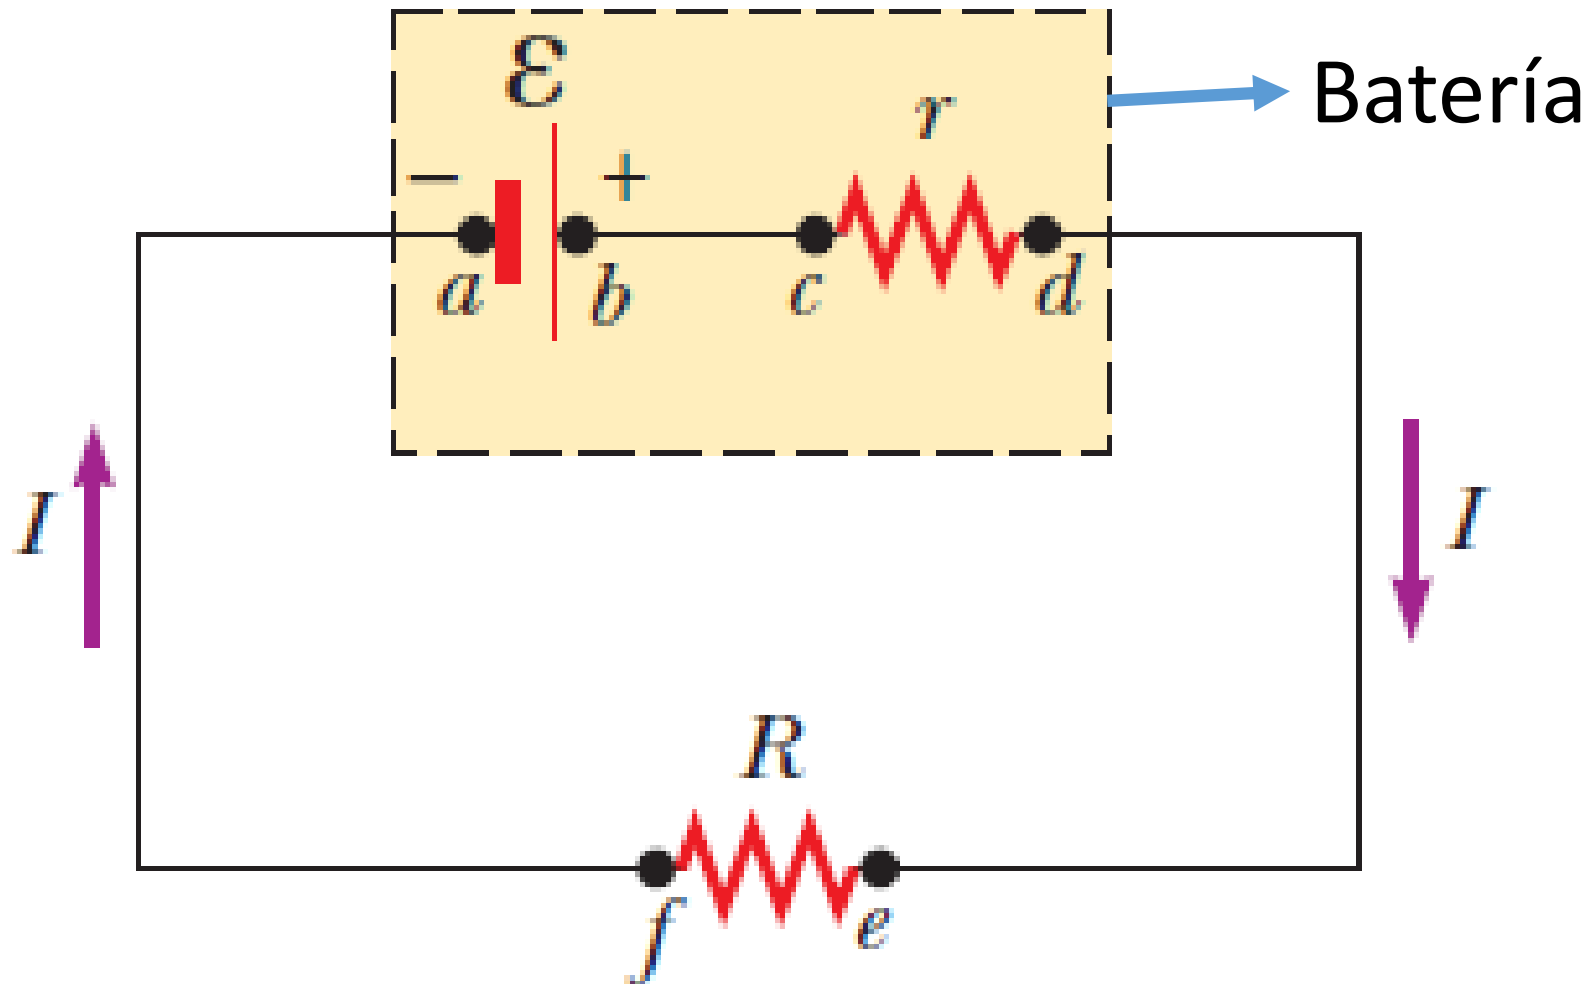 ε
r
Batería
− +
a b c d
I I
R
f e